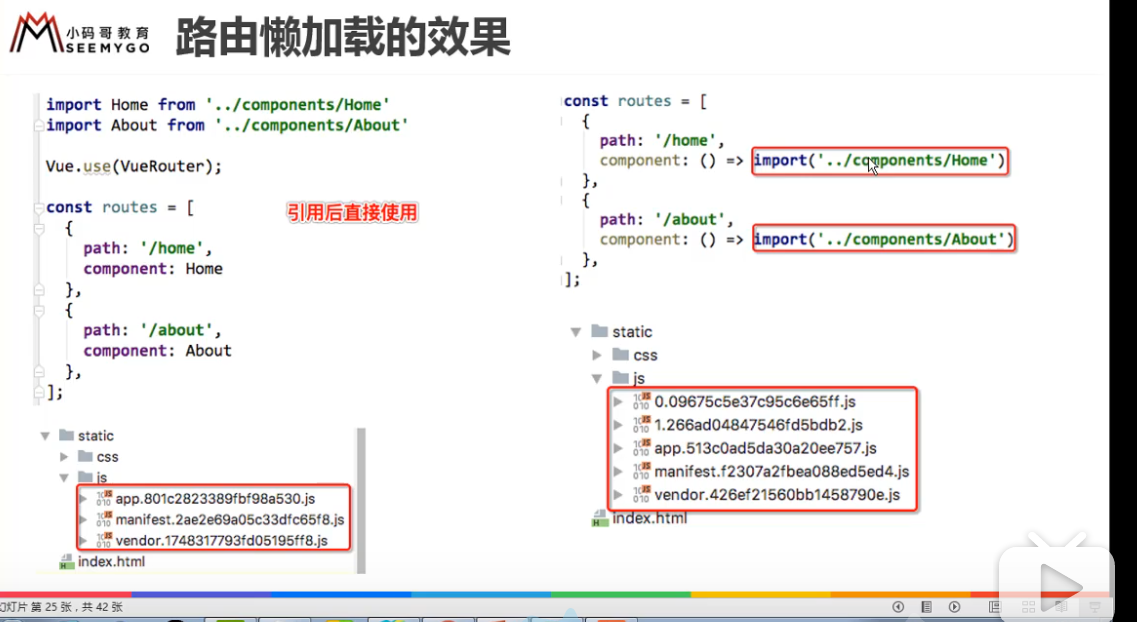 小码哥教育
SEEMYGO
路由懒加载的效果
import Home from '../components/Home'
import About from '../components/About'
Vue.use(VueRouter);
const routes = [
{
path: '/home',
component: Home
},
{
path: '/about',
component: About
},
];
引用后直接使用
static
css
js
app.801c2823389fbf98a530.js
manifest.2ae2e69a05c33dfc65f8.js
vendor.1748317793fd05195ff8.js
index.html
const routes = [
{
path: '/home',
component: () => import('../components/Home')
},
{
path: '/about',
component: () => import('../components/About')
},
];
static
css
js
0.09675c5e37c95c6e65ff.js
1.266ad04847546fd5bdb2.js
app.513c0ad5da30a20ee757.js
manifest.f2307a2fbea088ed5ed4.js
vendor.426ef21560bb1458790e.js
index.html
幻灯片 第 25 张，共 42 张